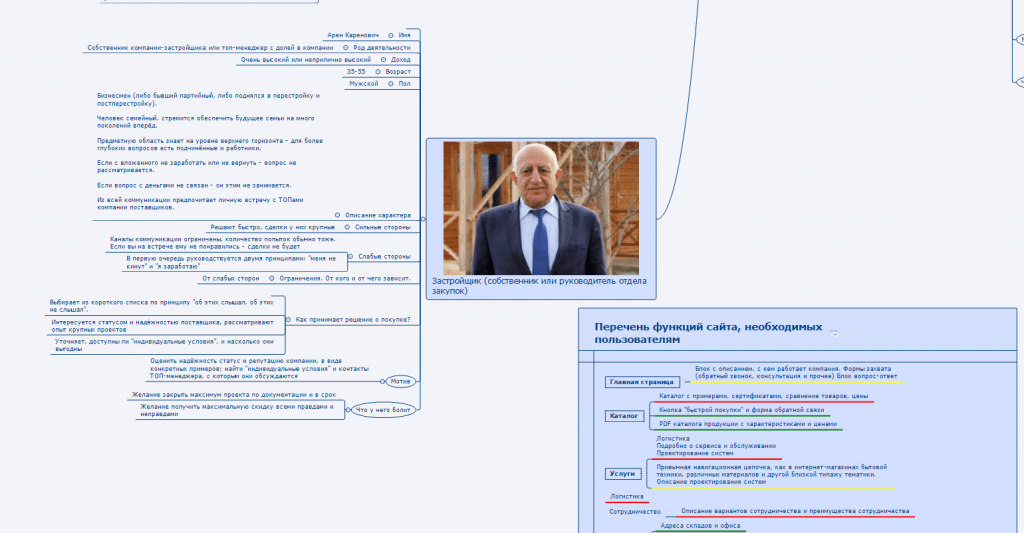 Арен Каренович
Имя
Собственник компании-застройщика или топ-менеджер с долей в компании
Род деятельности
Очень высокий или неприлично высокий
Доход
35-55
Возраст
Мужской
Пол
Бизнесмен (либо бывший партийный, либо поднялся в перестройку и
постперестройку).
Человек семейный, стремится обеспечить будущее семьи на много
поколений вперёд.
Предметную область знает на уровне верхнего горизонта - для более
глубоких вопросов есть подчинённые и работники.
Если с вложенного не заработать или не вернуть - вопрос не
рассматривается.
Если вопрос с деньгами не связан - он этим не занимается.
Из всей коммуникации предпочитает личную встречу с ТОПами
компании поставщиков.
Описание характера
Решают быстро, сделки у них крупные
Сильные стороны
Каналы коммуникации ограничены, количество попыток обычно тоже.
Если вы на встрече ему не понравились - сделки не будет
В первую очередь руководствуется двумя принципами: "меня не
кинут" и "я заработаю"
Слабые стороны
От слабых сторон
Ограничения. От кого и от чего зависит.
Выбирает из короткого списка по принципу "об этих слышал, об этих
не слышал".
Интересуется статусом и надёжностью поставщика, рассматривают
опыт крупных проектов
Уточняет, доступны ли "индивидуальные условия", и насколько они
выгодны
Как принимает решение о покупке?
Оценить надёжность статус и репутацию компании, в виде
конкретных примеров; найти "индивидуальные условия" и контакты
ТОП-менеджера, с которым они обсуждаются
Мотив
Желание закрыть максимум проекта по документации и в срок
Желание получить максимальную скидку всеми правдами и
неправдами
Что у него болит
Застройщик (собственник или руководитель отдела
закупок)
Перечень функций сайта, необходимых
пользователям
Главная страница
Блок с описанием, с кем работает компания. Формы захвата
(обратный звонок, консультация и прочее) Блок вопрос-ответ
Каталог
Каталог с примерами, сертификатами, сравнение товаров, цены
Кнопка "быстрой покупки" и форма обратной связи
PDF каталога продукции с характеристиками и ценами
Услуги
Логистика
Подробно о сервисе и обслуживании
Проектирование систем
Привычная навигационная цепочка, как в интернет-магазинах бытовой
техники, различных материалов и другой близкой типажу тематики.
Описание проектирования систем
Логистика
Сотрудничество
Описание вариантов сотрудничества и преимущества сотрудничества
Адреса складов и офиса